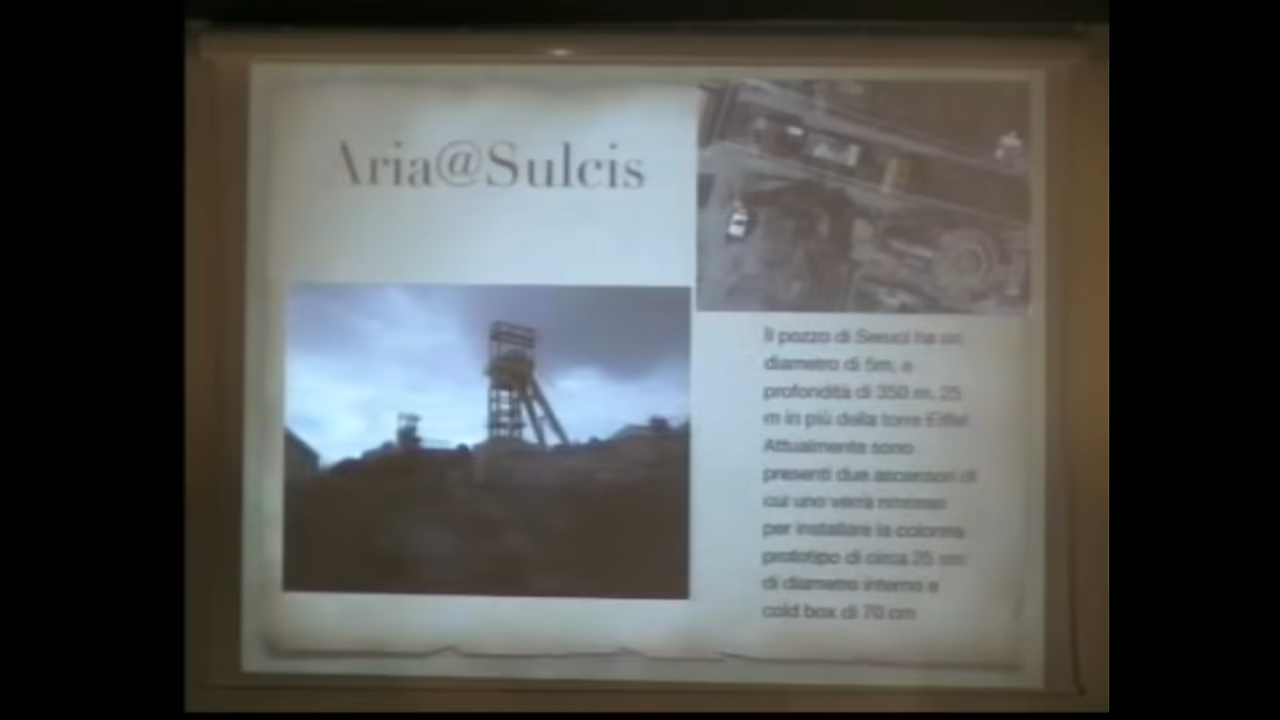 Aria@Sulcis
Il pozzo di Seruci ha un
diametro di 5m, e
profondità di 350 m, 25
m in più della torre Eiffel
Attualmente sono
presenti due ascensori di
cui uno verrà rimosso
per installare la colonna
prototipo di circa 25 cm
di diametro interno e
cold box di 70 cm